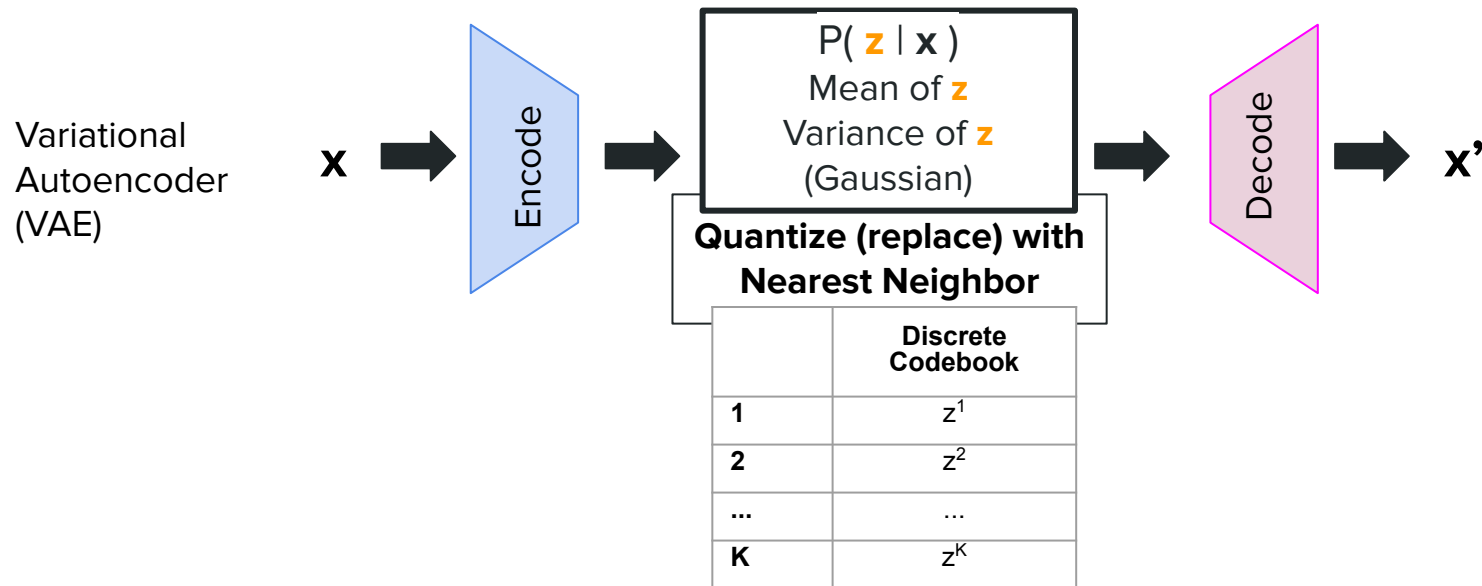 Variational
Autoencoder
(VAE)
x
Encode
P( z | x )
Mean of z
Variance of z
(Gaussian)
Decode
x’
Quantize (replace) with
Nearest Neighbor
Discrete
Codebook
1 z¹
2 z²
... ...
K zᴷ